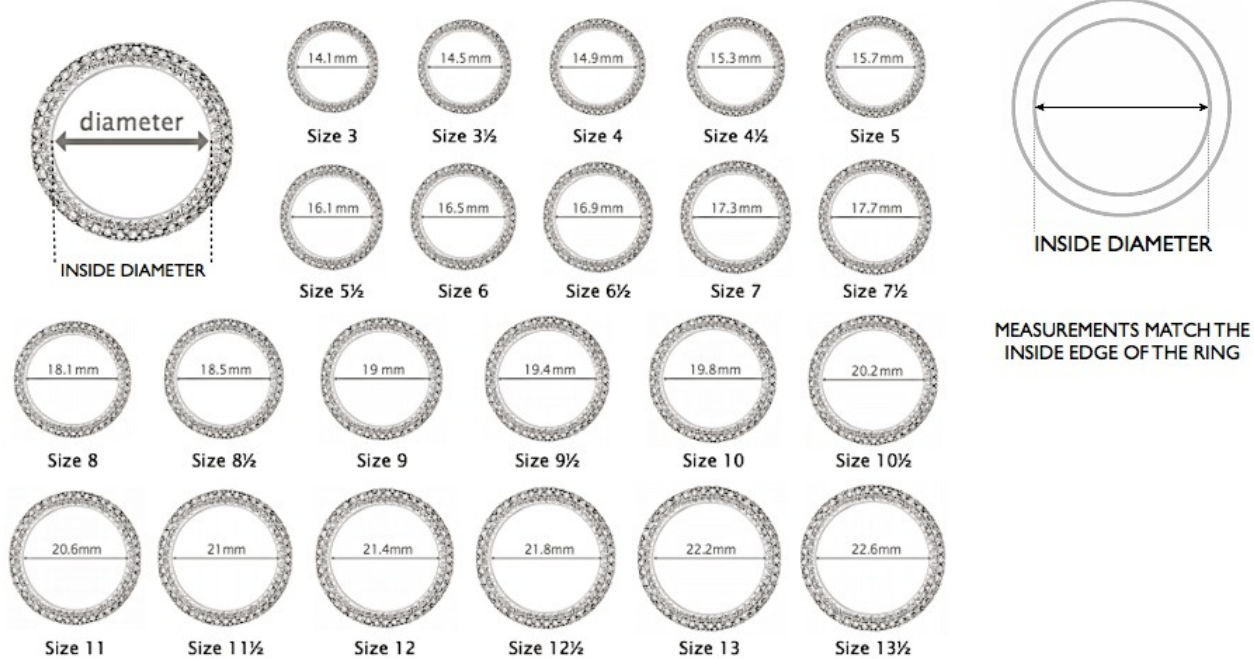 diameter
INSIDE DIAMETER
14.1mm 14.5mm 14.9mm 15.3mm 15.7mm
Size 3 Size 3½ Size 4 Size 4½ Size 5
16.1mm 16.5mm 16.9mm 17.3mm 17.7mm
Size 5½ Size 6 Size 6½ Size 7 Size 7½
INSIDE DIAMETER
MEASUREMENTS MATCH THE
INSIDE EDGE OF THE RING
18.1mm 18.5mm 19 mm 19.4mm 19.8mm 20.2mm
Size 8 Size 8½ Size 9 Size 9½ Size 10 Size 10½
20.6mm 21mm 21.4mm 21.8mm 22.2mm 22.6mm
Size 11 Size 11½ Size 12 Size 12½ Size 13 Size 13½